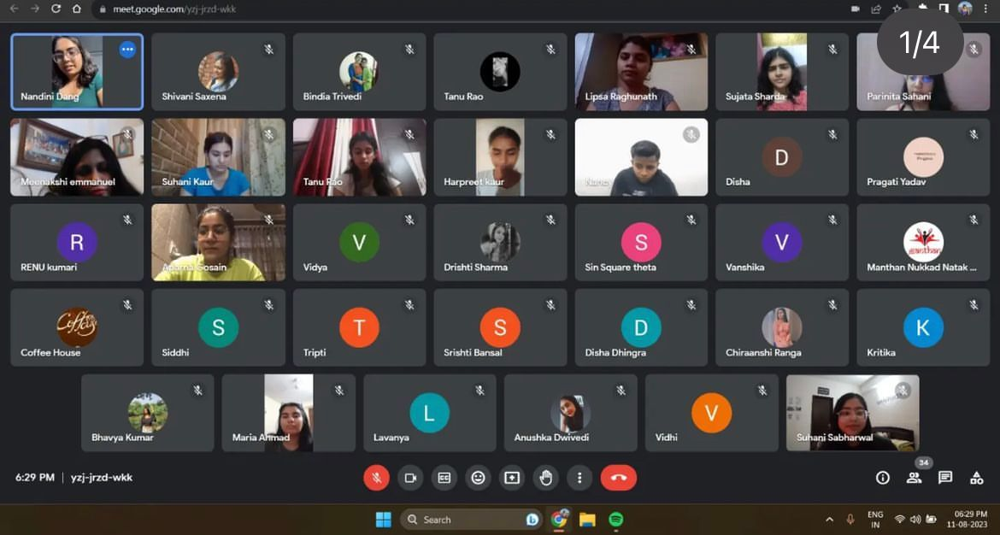 meet.google.com/yzj-jrzd-wkk
1/4
Nandini Dang
Shivani Saxena
Bindia Trivedi
Tanu Rao
Lipsa Raghunath
Sujata Sharda
Parinita Sahani
Meenakshi emmanuel
Suhani Kaur
Tanu Rao
Harpreet kaur
Nancy
D
Disha
Pragati Yadav
R
RENU kumari
Aparna Gosain
V
Vidya
Drishti Sharma
S
Sin Square theta
V
Vanshika
manthan
Manthan Nukkad Natak ...
Coffee
Coffee House
S
Siddhi
T
Tripti
S
Srishti Bansal
D
Disha Dhingra
Chiraanshi Ranga
K
Kritika
Bhavya Kumar
Maria Ahmad
L
Lavanya
Anushka Dwivedi
V
Vidhi
Suhani Sabharwal
6:29 PM | yzj-jrzd-wkk
CC
34
Search
b
ENG
IN
06:29 PM
11-08-2023